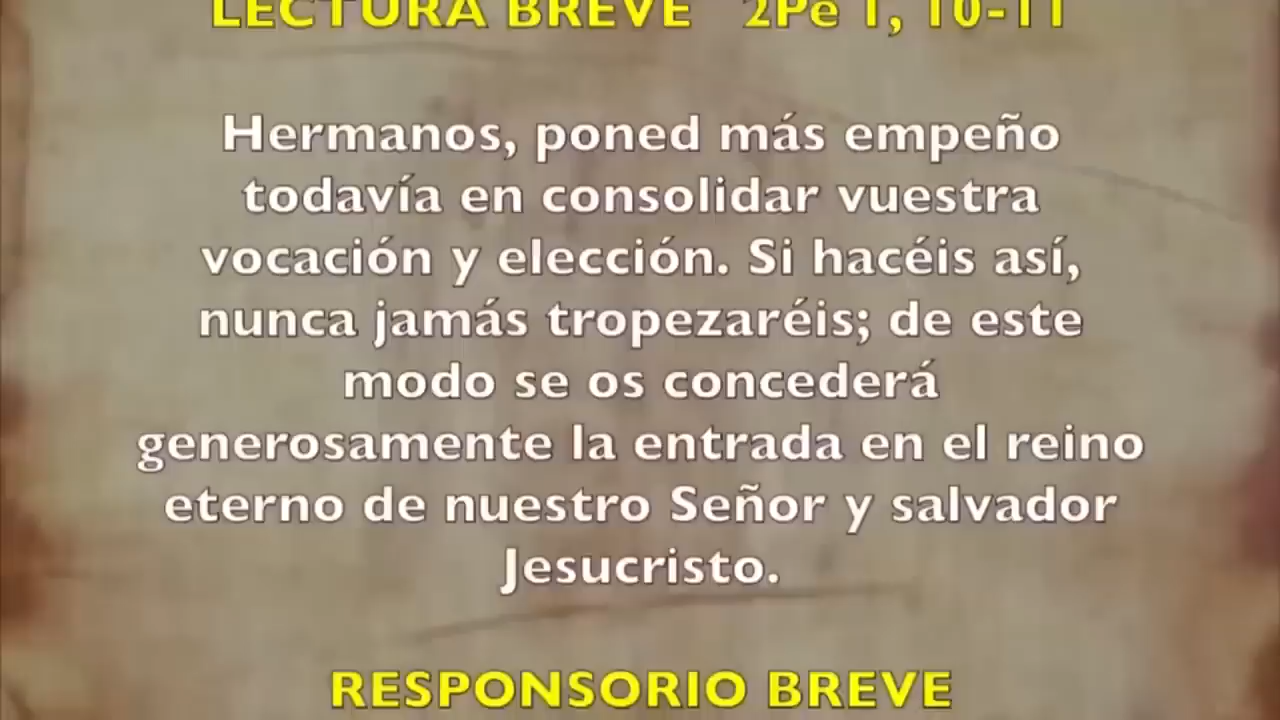 LECTURA BREVE 2Pe 1, 10-11
Hermanos, poned más empeño
todavía en consolidar vuestra
vocación y elección. Si hacéis así,
nunca jamás tropezaréis; de este
modo se os concederá
generosamente la entrada en el reino
eterno de nuestro Señor y salvador
Jesucristo.
RESPONSORIO BREVE